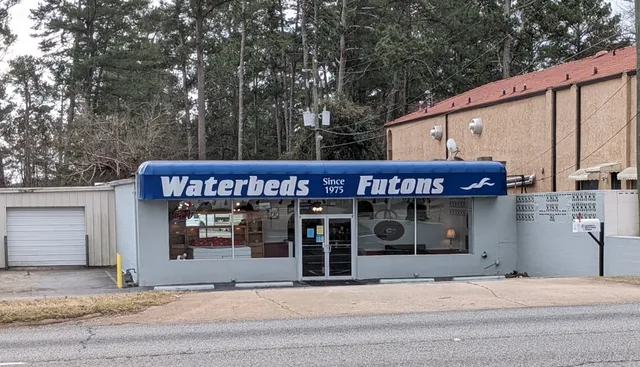 Waterbeds Since 1975 Futons